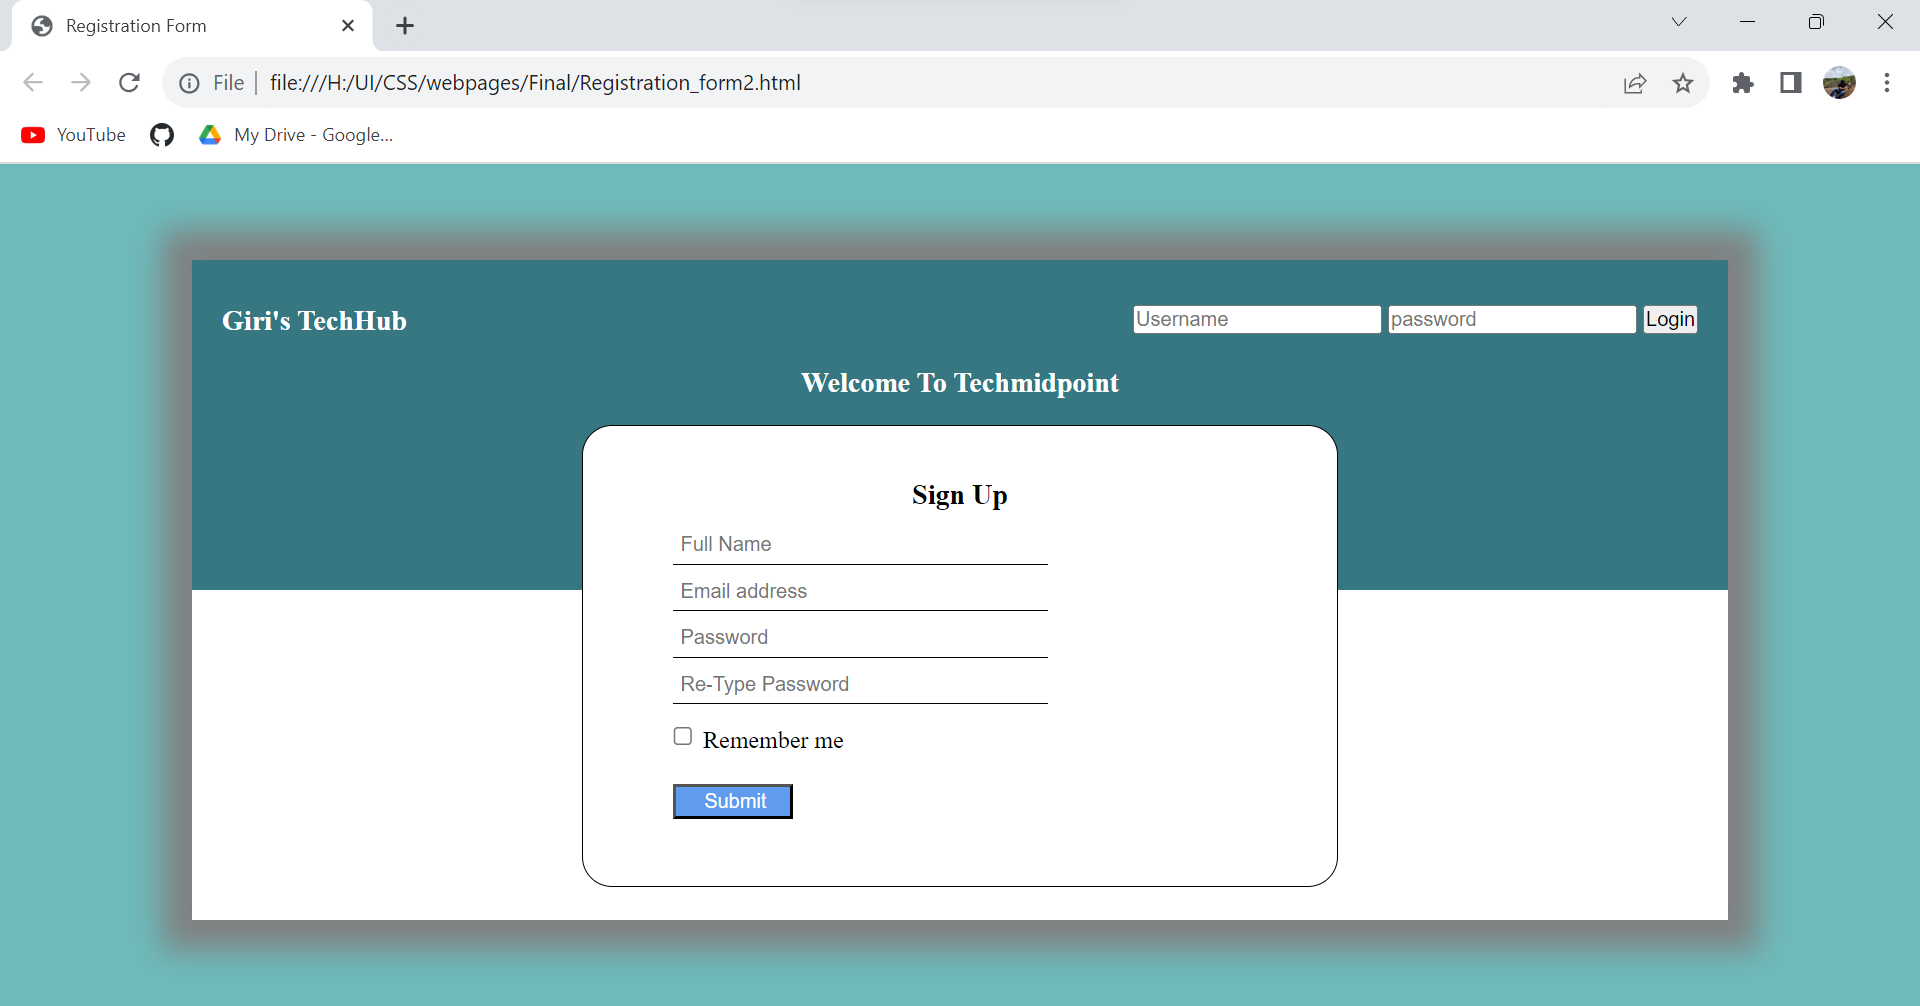 Registration Form
File file:///H:/UI/CSS/webpages/Final/Registration_form2.html
YouTube My Drive - Google...
Giri's TechHub Username password Login
Welcome To Techmidpoint
Sign Up
Full Name
Email address
Password
Re-Type Password
Remember me
Submit